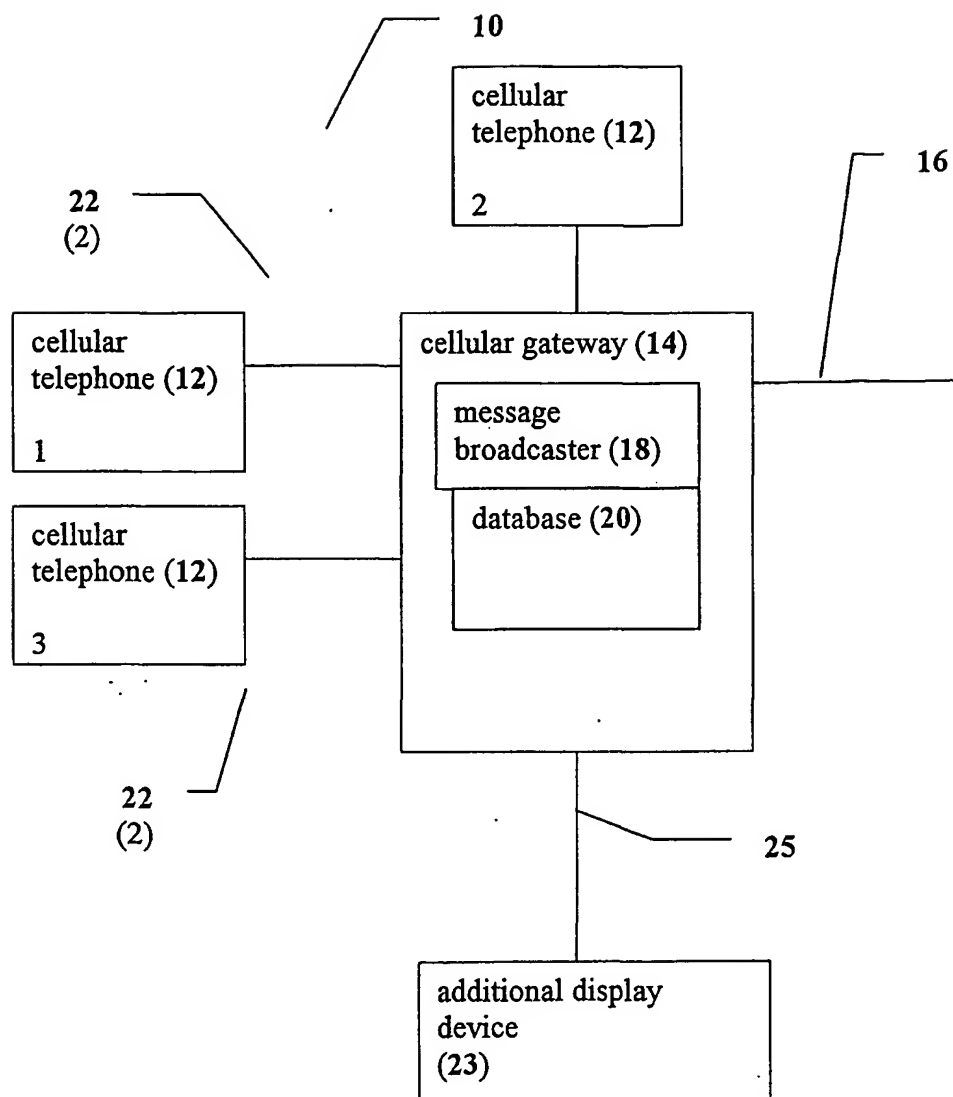 10
cellular
telephone (12)
2
16
22
(2)
cellular
telephone (12)
1
cellular gateway (14)
message
broadcaster (18)
database (20)
cellular
telephone (12)
3
22
(2)
25
additional display
device
(23)